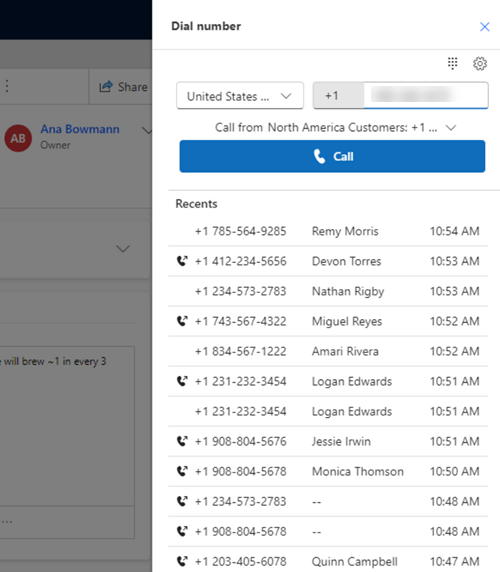 Dial number
Share
United States ...
+1
AB
Ana Bowmann
Owner
Call from North America Customers: +1 ...
Call
Recents
+1 785-564-9285 Remy Morris 10:54 AM
+1 412-234-5656 Devon Torres 10:53 AM
+1 234-573-2783 Nathan Rigby 10:53 AM
+1 743-567-4322 Miguel Reyes 10:52 AM
+1 834-567-1222 Amari Rivera 10:52 AM
e will brew ~1 in every 3
+1 231-232-3454 Logan Edwards 10:51 AM
+1 231-232-3454 Logan Edwards 10:51 AM
+1 908-804-5676 Jessie Irwin 10:51 AM
+1 908-804-5678 Monica Thomson 10:50 AM
+1 234-573-2783 -- 10:48 AM
...
+1 908-804-5678 -- 10:48 AM
+1 203-405-6078 Quinn Campbell 10:47 AM